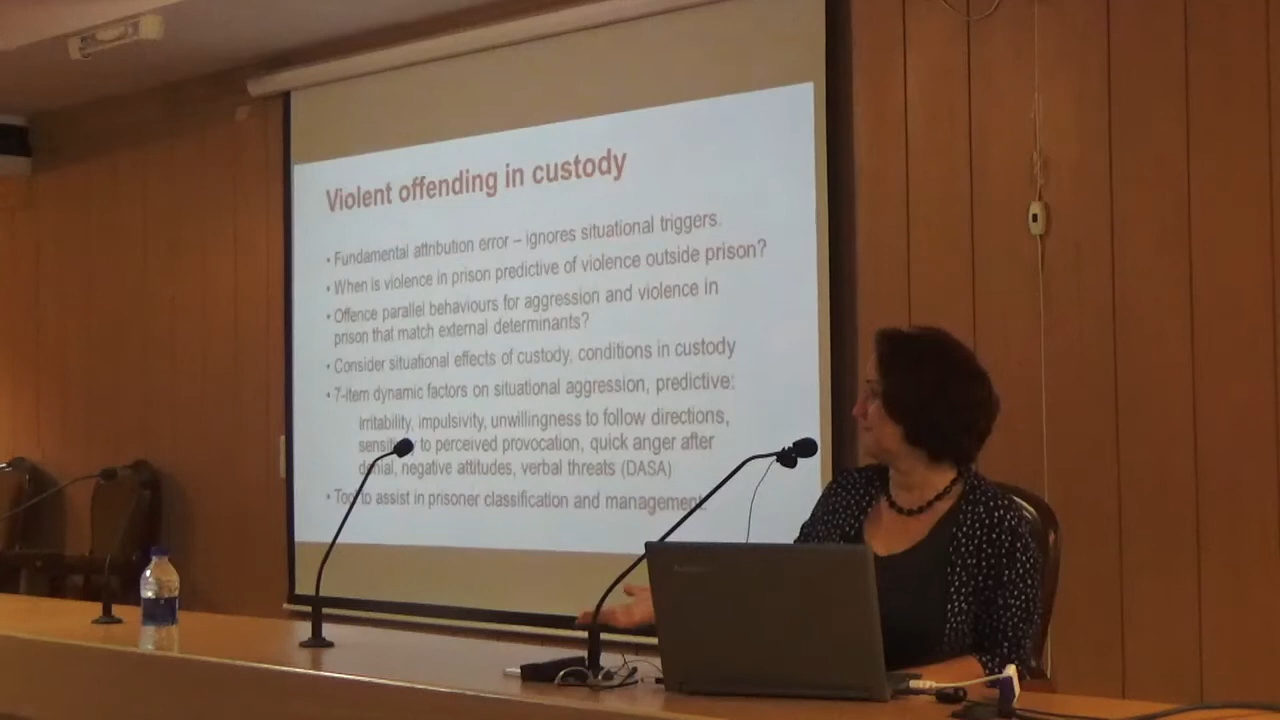 Violent offending in custody
• Fundamental attribution error – ignores situational triggers.
• When is violence in prison predictive of violence outside prison?
• Offence parallel behaviours for aggression and violence in
prison that match external determinants?
• Consider situational effects of custody, conditions in custody
• 7-item dynamic factors on situational aggression, predictive:
Irritability, impulsivity, unwillingness to follow directions,
sensitivity to perceived provocation, quick anger after
denial, negative attitudes, verbal threats (DASA)
• Tool to assist in prisoner classification and management.